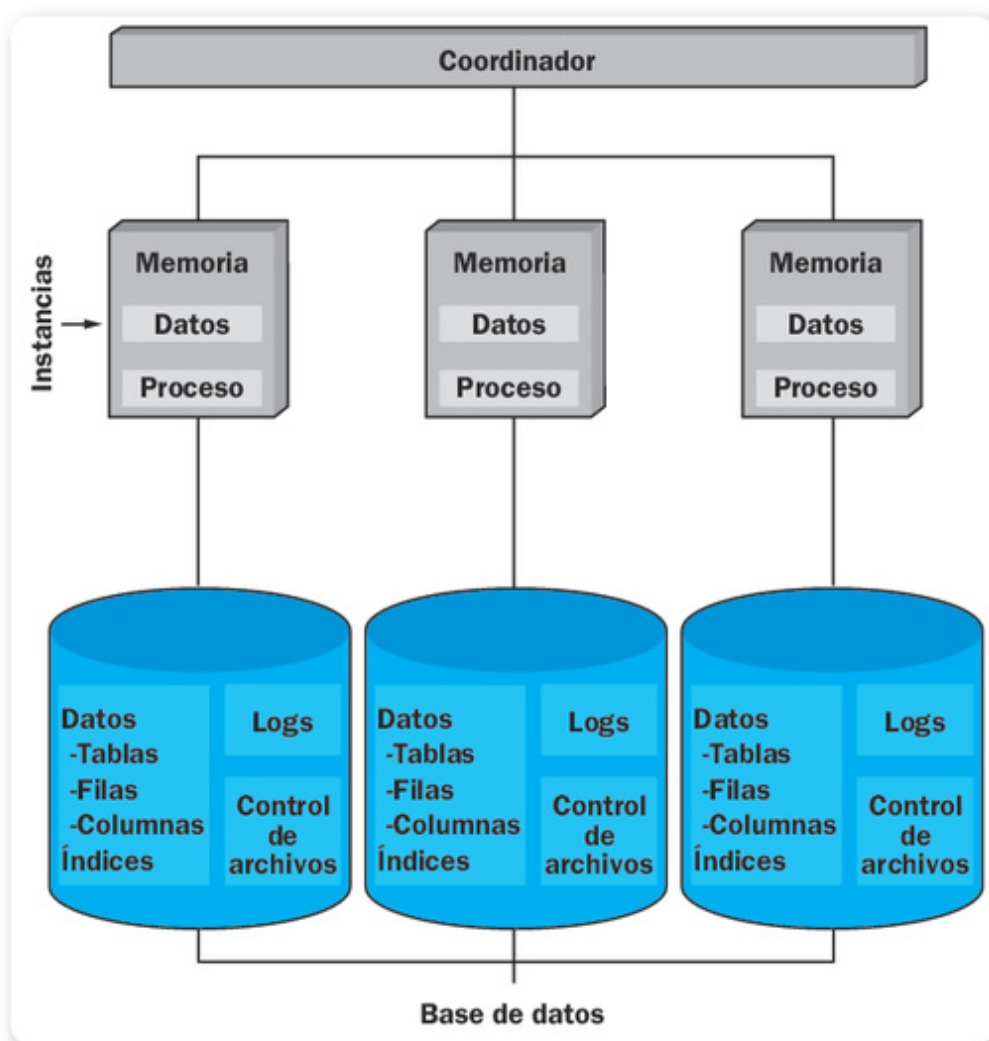 Coordinador
Instancias
Memoria
Datos
Proceso
Memoria
Datos
Proceso
Memoria
Datos
Proceso
Datos
-Tablas
-Filas
-Columnas
Índices
Logs
Control
de
archivos
Datos
-Tablas
-Filas
-Columnas
Índices
Logs
Control
de
archivos
Datos
-Tablas
-Filas
-Columnas
Índices
Logs
Control
de
archivos
Base de datos